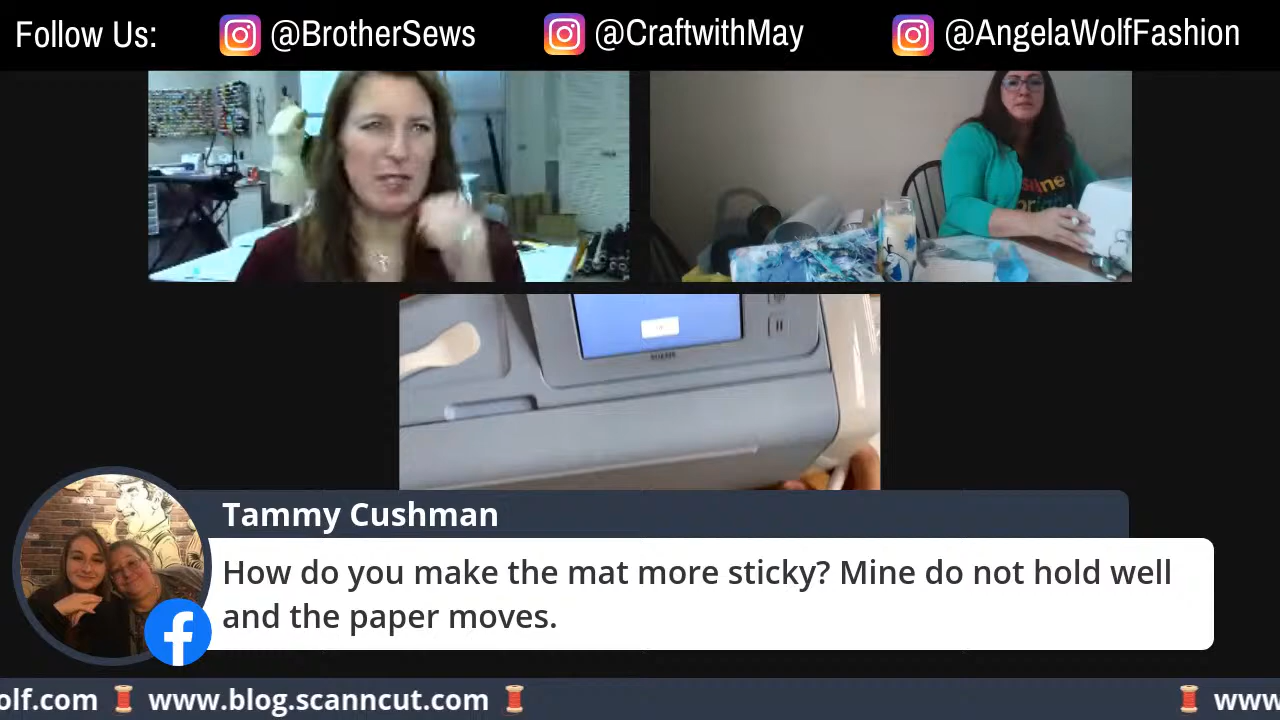 Follow Us: @BrotherSews @CraftwithMay @AngelaWolfFashion
Tammy Cushman
How do you make the mat more sticky? Mine do not hold well
and the paper moves.
olf.com www.blog.scanncut.com www